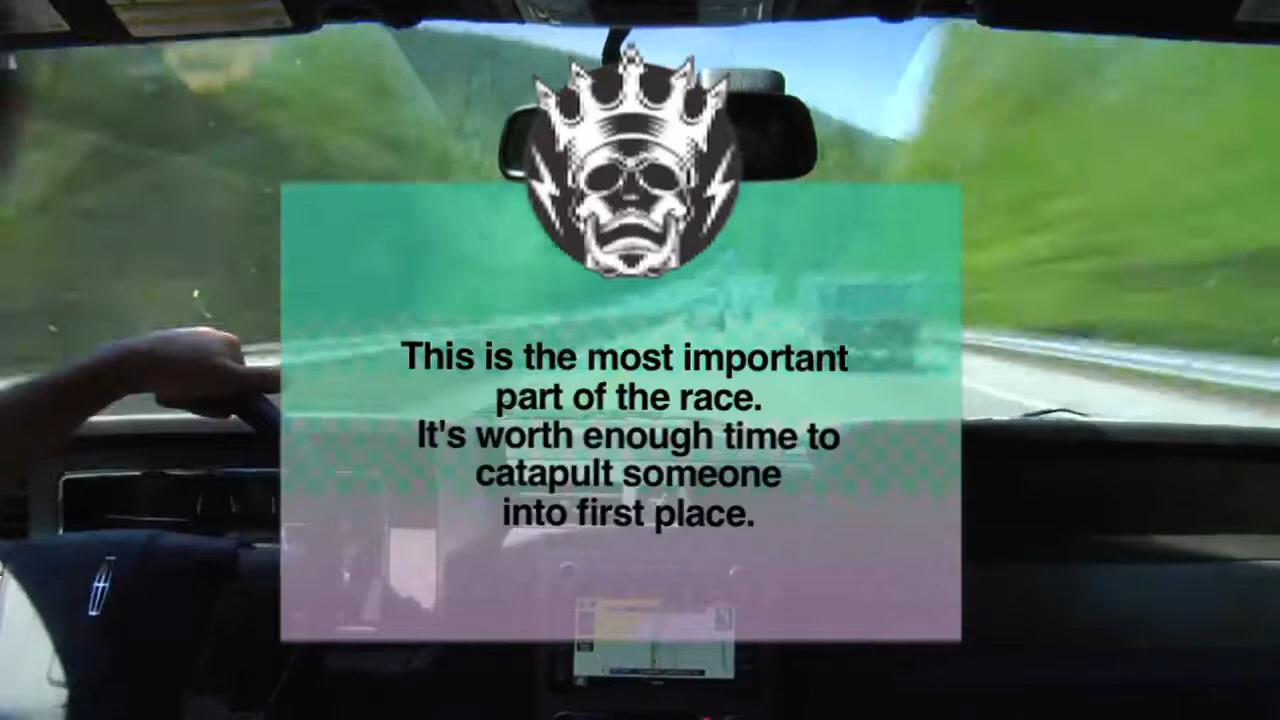 This is the most important
part of the race.
It's worth enough time to
catapult someone
into first place.